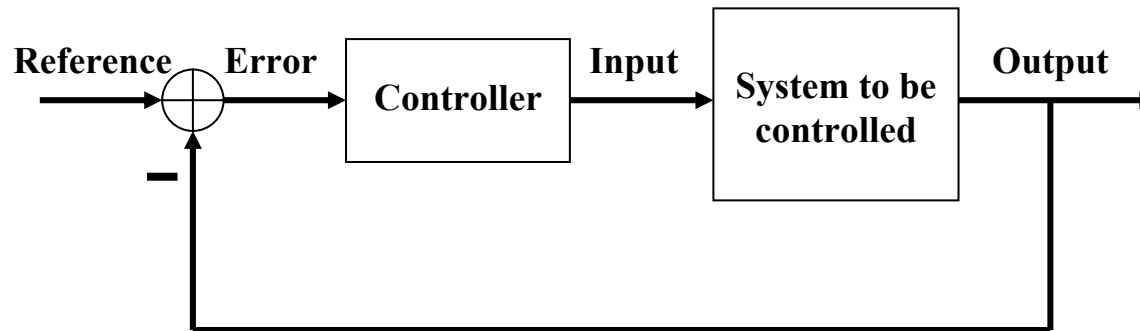 Reference
Error
Controller
Input
System to be
controlled
Output
−